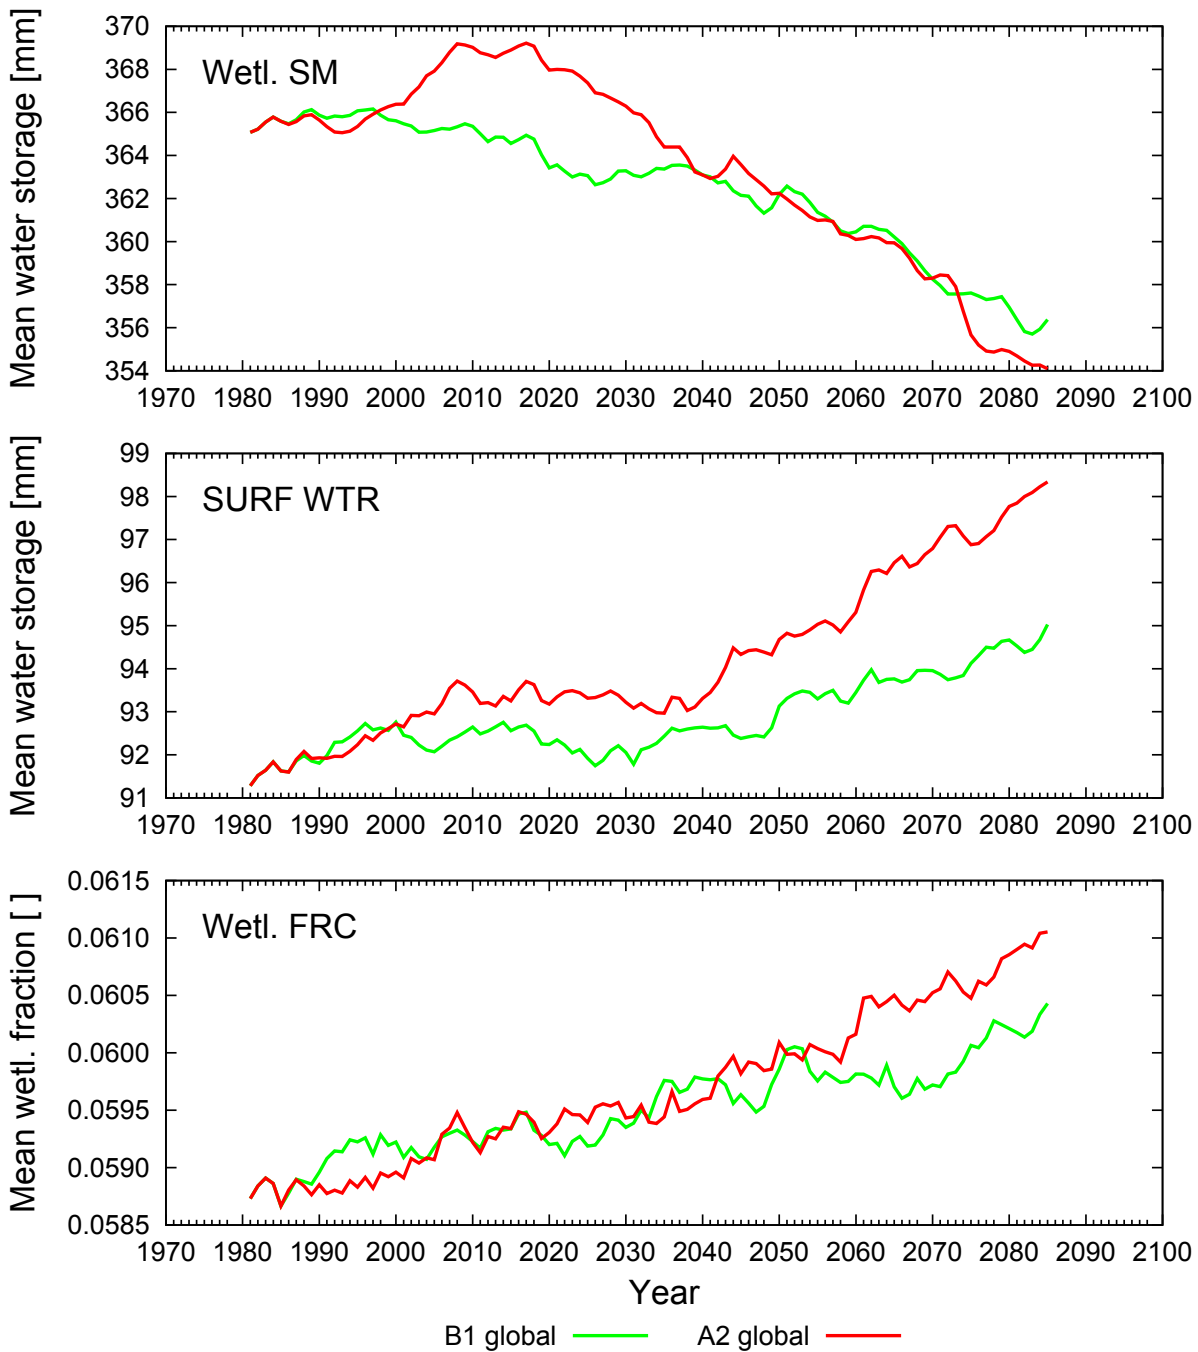 Mean water storage [mm]
Wetl. SM
370
368
366
364
362
360
358
356
354
1970 1980 1990 2000 2010 2020 2030 2040 2050 2060 2070 2080 2090 2100
Mean water storage [mm]
SURF WTR
99
98
97
96
95
94
93
92
91
1970 1980 1990 2000 2010 2020 2030 2040 2050 2060 2070 2080 2090 2100
Mean wetl. fraction [ ]
Wetl. FRC
0.0615
0.0610
0.0605
0.0600
0.0595
0.0590
0.0585
1970 1980 1990 2000 2010 2020 2030 2040 2050 2060 2070 2080 2090 2100
Year
B1 global A2 global